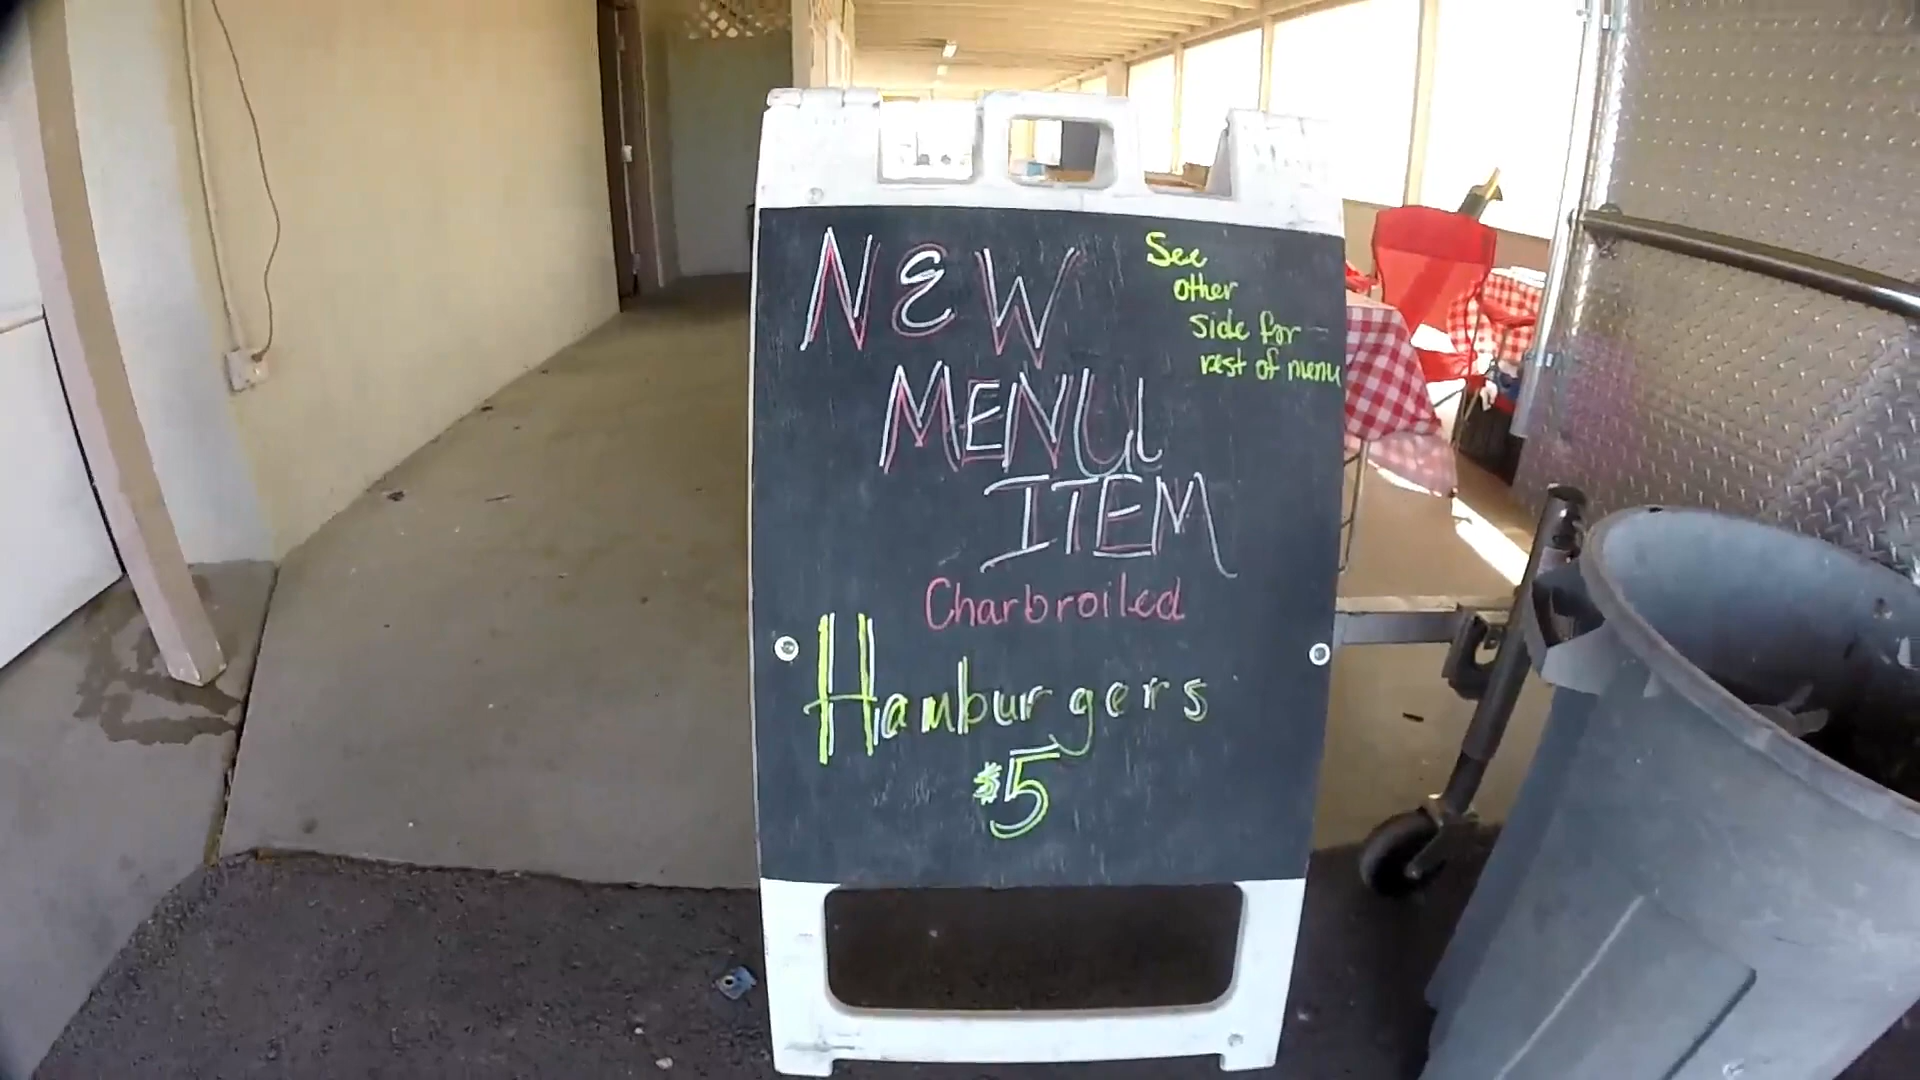 NEW
MENU
ITEM
See
other
side for
rest of menu
Charbroiled
Hamburgers
$5